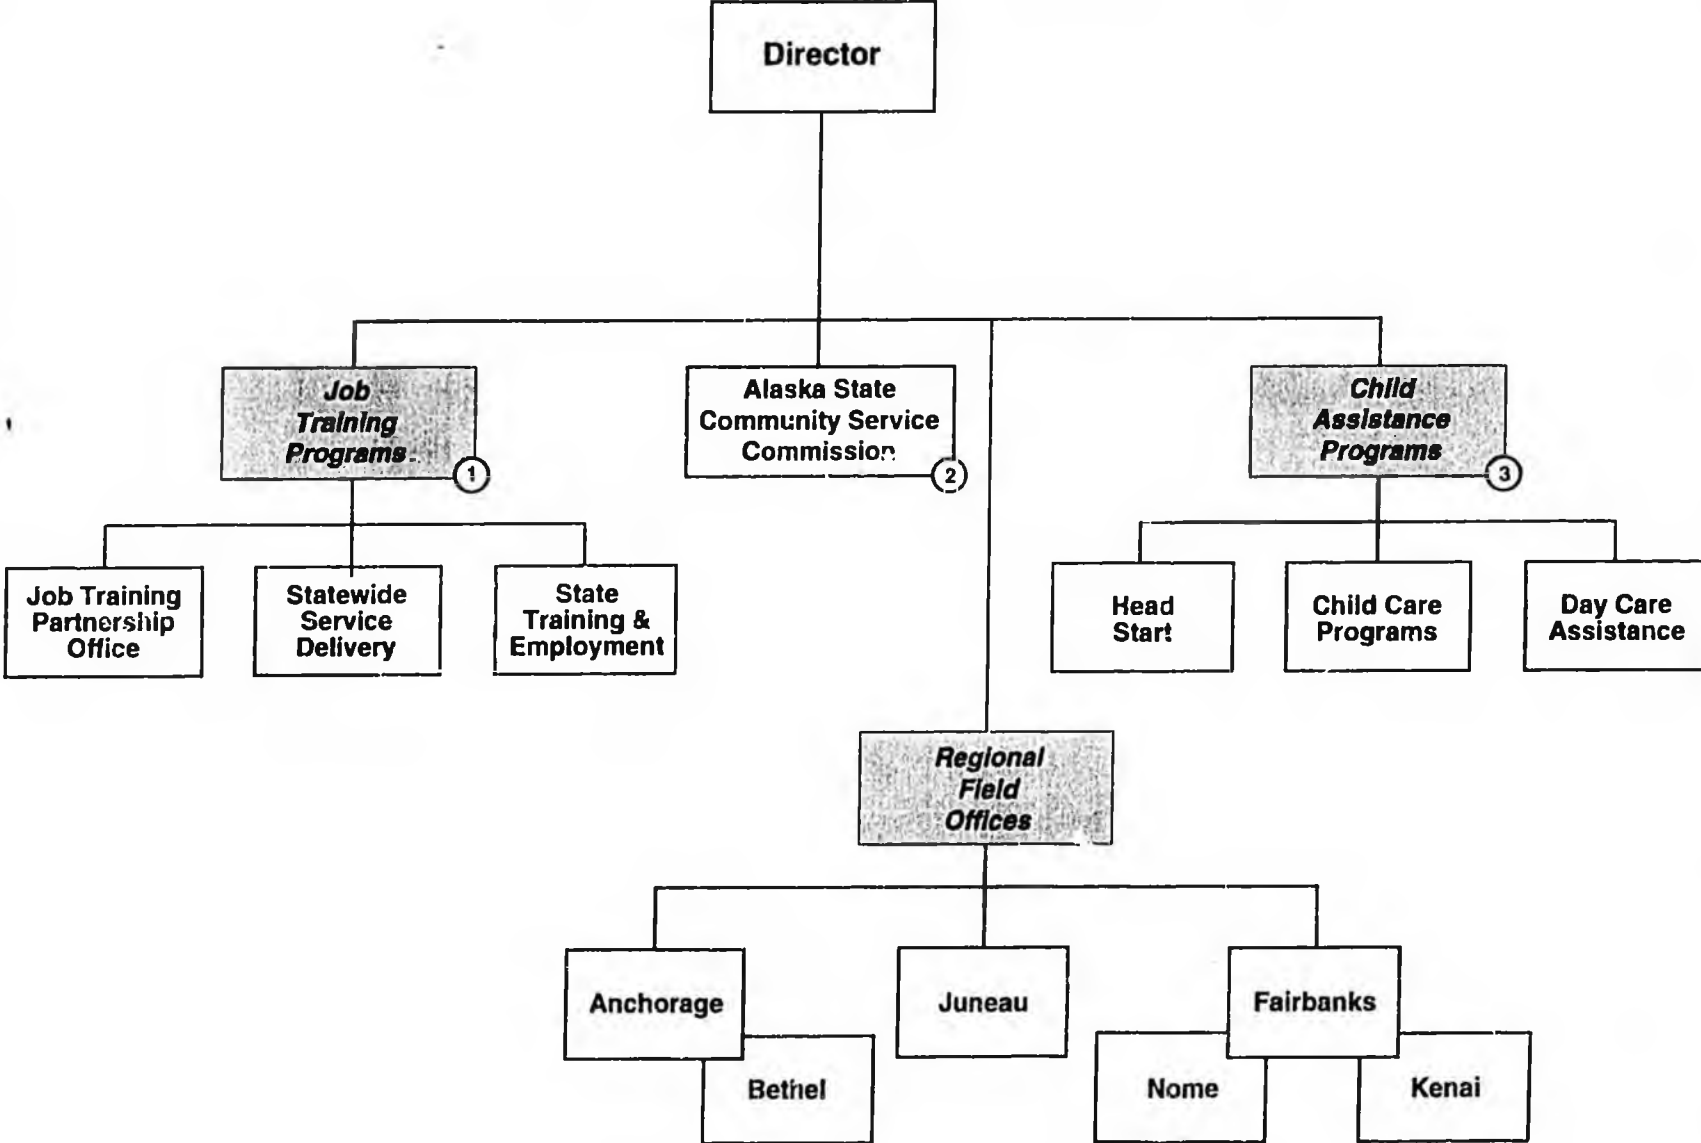 Director
Job
Training
Programs
1
Alaska State
Community Service
Commission
2
Child
Assistance
Programs
3
Job Training
Partnership
Office
Statewide
Service
Delivery
State
Training &
Employment
Head
Start
Child Care
Programs
Day Care
Assistance
Regional
Field
Offices
Anchorage
Juneau
Fairbanks
Bethel
Nome
Kenai